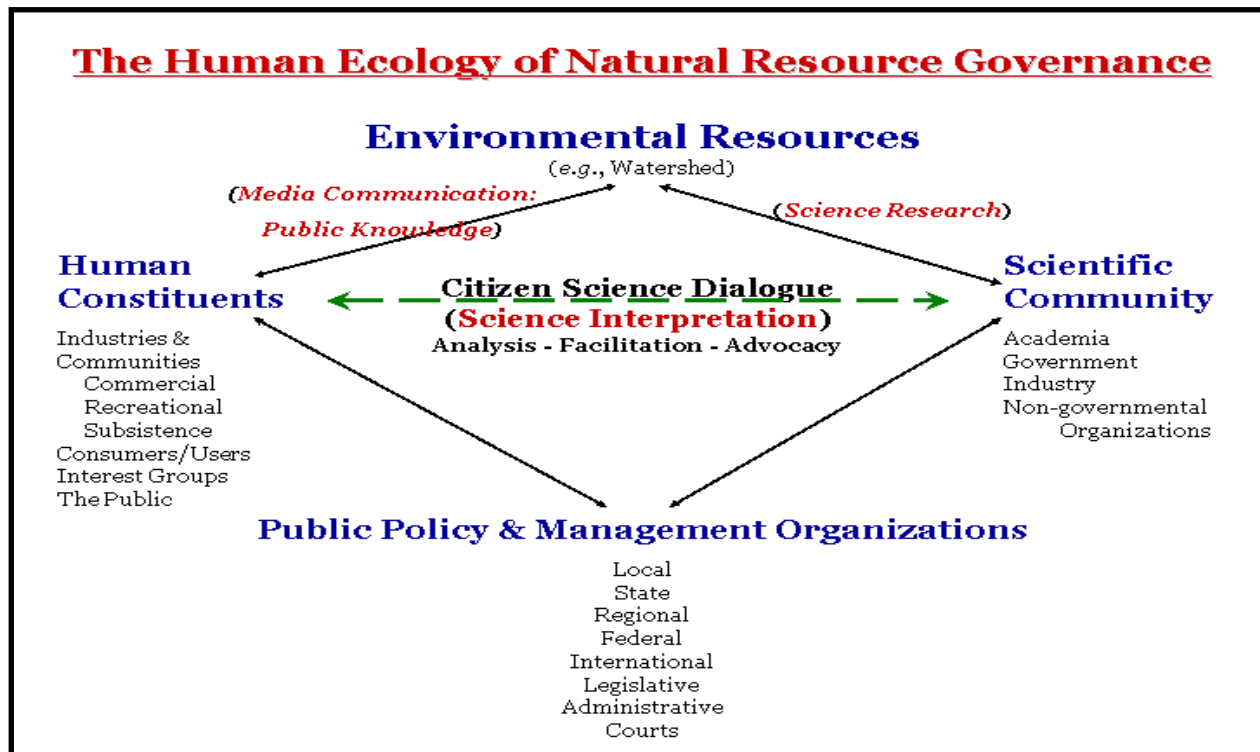 The Human Ecology of Natural Resource Governance
Environmental Resources
(e.g., Watershed)
(Media Communication:
Public Knowledge)
(Science Research)
Human
Constituents
Industries &
Communities
Commercial
Recreational
Subsistence
Consumers/Users
Interest Groups
The Public
Citizen Science Dialogue
(Science Interpretation)
Analysis - Facilitation - Advocacy
Scientific
Community
Academia
Government
Industry
Non-governmental
Organizations
Public Policy & Management Organizations
Local
State
Regional
Federal
International
Legislative
Administrative
Courts